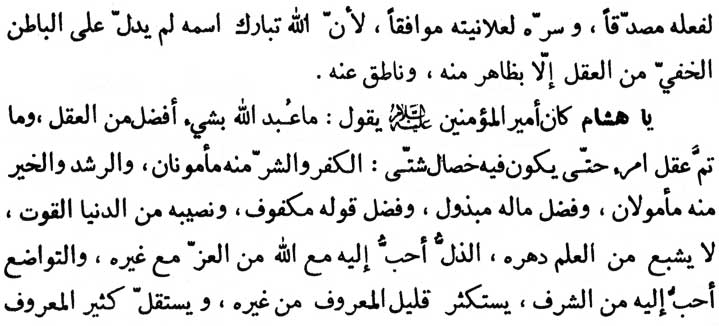 لفعله مصدّقاً ، و سرّه لعلانيته موافقاً ، لأنّ الله تبارك اسمه لم يدلّ على الباطن
الخفيّ من العقل إلّا بظاهر منه ، وناطق عنه .
يا هشام كان أمير المؤمنين عليه السلام يقول : ما عُبد الله بشيء أفضل من العقل ، وما
تمَّ عقل امرء حتّى يكون فيه خصال شتّى : الكفر والشرّ منه مأمونان ، والرشد والخير
منه مأمولان ، وفضل ماله مبذول ، وفضل قوله مكفوف ، ونصيبه من الدنيا القوت ،
لا يشبع من العلم دهره ، الذلُّ أحبُّ إليه مع الله من العزّ مع غيره ، والتواضع
أحبُّ إليه من الشرف ، يستكثر قليل المعروف من غيره ، و يستقلّ كثير المعروف